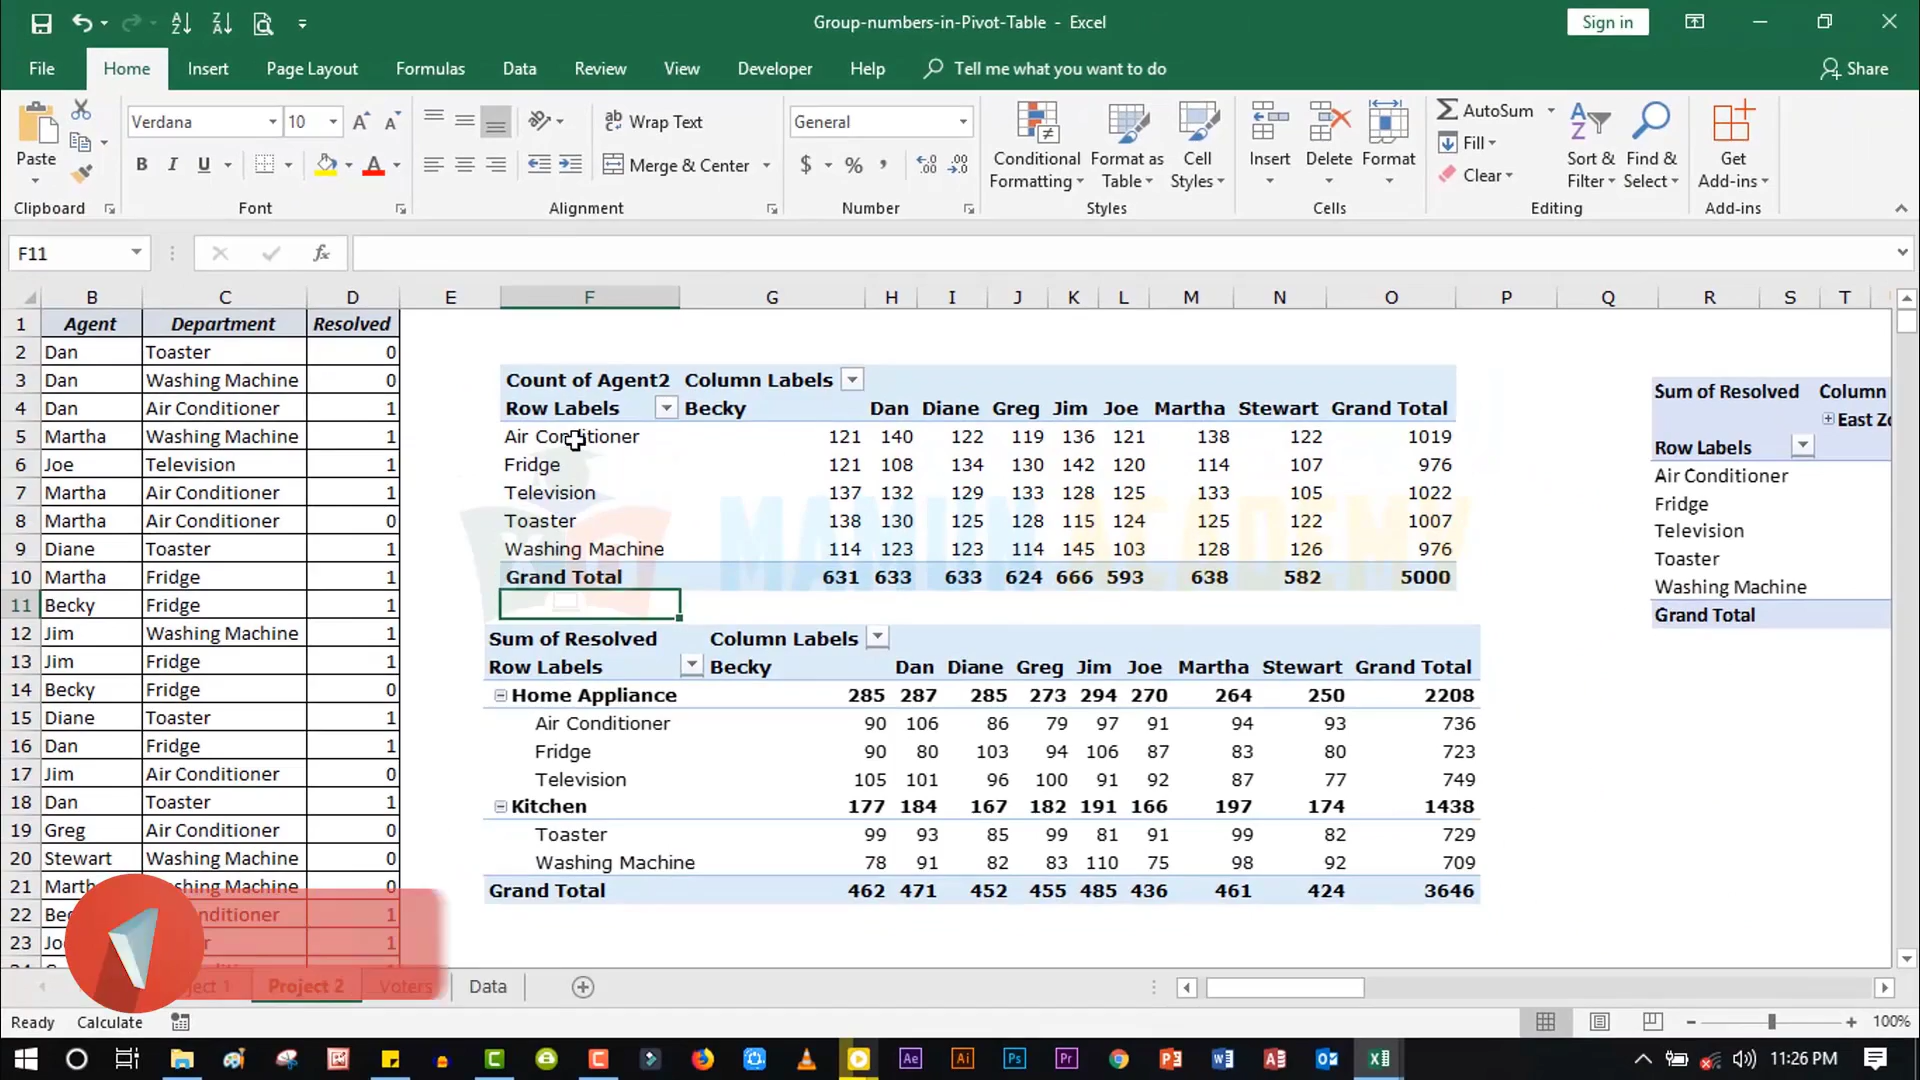 Group-numbers-in-Pivot-Table - Excel
Sign in
File Home Insert Page Layout Formulas Data Review View Developer Help Tell me what you want to do Share
Verdana 10 Wrap Text General AutoSum
Paste B I U Merge & Center $ % , Conditional Formatting Format as Table Cell Styles Insert Delete Format Fill Clear Sort & Filter Find & Select Get Add-ins
Clipboard Font Alignment Number Styles Cells Editing Add-ins
F11 fx
B C D E F G H I J K L M N O P Q R S T
1 Agent Department Resolved
2 Dan Toaster 0
3 Dan Washing Machine 0
4 Dan Air Conditioner 1
5 Martha Washing Machine 1
6 Joe Television 1
7 Martha Air Conditioner 1
8 Martha Air Conditioner 0
9 Diane Toaster 1
10 Martha Fridge 1
11 Becky Fridge 1
12 Jim Washing Machine 1
13 Jim Fridge 1
14 Becky Fridge 0
15 Diane Toaster 1
16 Dan Fridge 1
17 Jim Air Conditioner 0
18 Dan Toaster 1
19 Greg Air Conditioner 0
20 Stewart Washing Machine 0
21 Machine 0
22 1
23 1
Count of Agent2 Column Labels
Row Labels Becky Dan Diane Greg Jim Joe Martha Stewart Grand Total
Air Conditioner 121 140 122 119 136 121 138 122 1019
Fridge 121 108 134 130 142 120 114 107 976
Television 137 132 129 133 128 125 133 105 1022
Toaster 138 130 125 128 115 124 125 122 1007
Washing Machine 114 123 123 114 145 103 128 126 976
Grand Total 631 633 633 624 666 593 638 582 5000
MAMUN ACADEMY
Sum of Resolved Column Labels
Row Labels Becky Dan Diane Greg Jim Joe Martha Stewart Grand Total
Home Appliance 285 287 285 273 294 270 264 250 2208
Air Conditioner 90 106 86 79 97 91 94 93 736
Fridge 90 80 103 94 106 87 83 80 723
Television 105 101 96 100 91 92 87 77 749
Kitchen 177 184 167 182 191 166 197 174 1438
Toaster 99 93 85 99 81 91 99 82 729
Washing Machine 78 91 82 83 110 75 98 92 709
Grand Total 462 471 452 455 485 436 461 424 3646
Sum of Resolved Column
East Zo
Row Labels
Air Conditioner
Fridge
Television
Toaster
Washing Machine
Grand Total
Project 2 Voters Data
Ready Calculate 100%
Ae Ai Ps Pr 11:26 PM